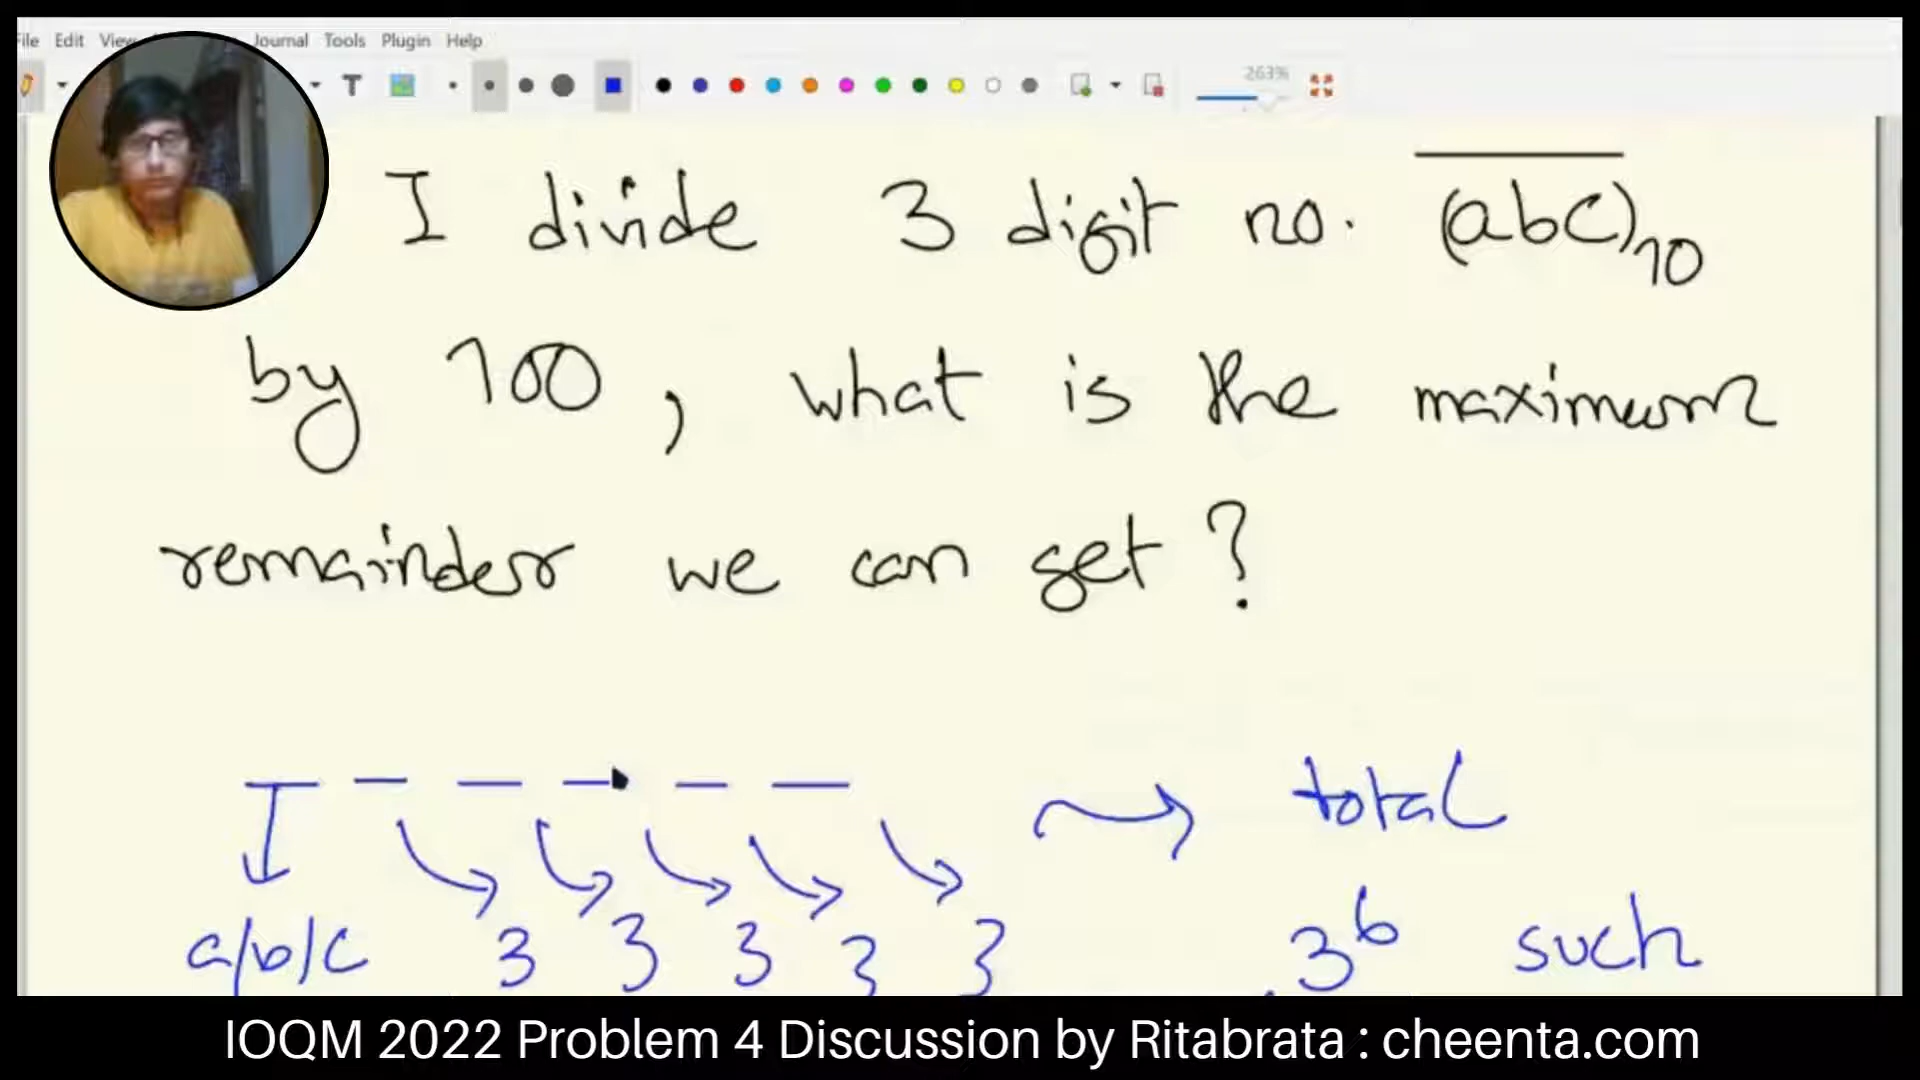 File Edit View Journal Tools Plugin Help
T
263%
I divide 3 digit no. (abc)10
by 100, what is the maximum
remainder we can get?
total
a/b/c 3 3 3 3 3 3^6 such
IOQM 2022 Problem 4 Discussion by Ritabrata : cheenta.com